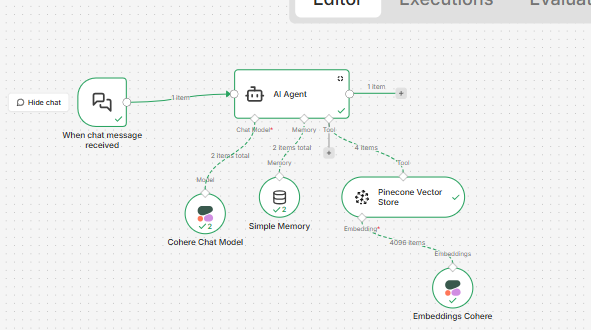 Editor
Executions
Evaluat
1 item
AI Agent
1 item
Hide chat
When chat message
received
Chat Model*
Memory
Tool
2 items total
2 items total
4 items
Model
Memory
Tool
2
Cohere Chat Model
2
Simple Memory
Pinecone Vector
Store
Embedding*
4096 items
Embeddings
Embeddings Cohere